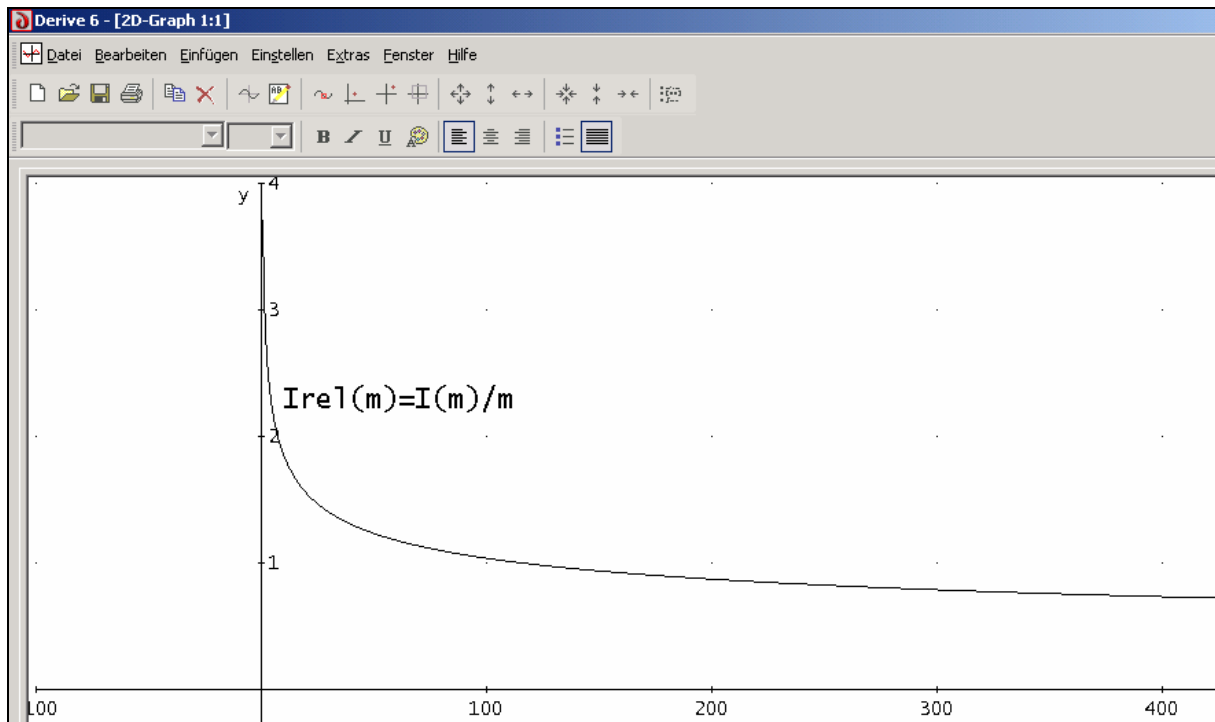 Derive 6 - [2D-Graph 1:1]
Datei Bearbeiten Einfügen Einstellen Extras Fenster Hilfe
B I U
y
4
3
Irel(m)=I(m)/m
2
1
100 100 200 300 400